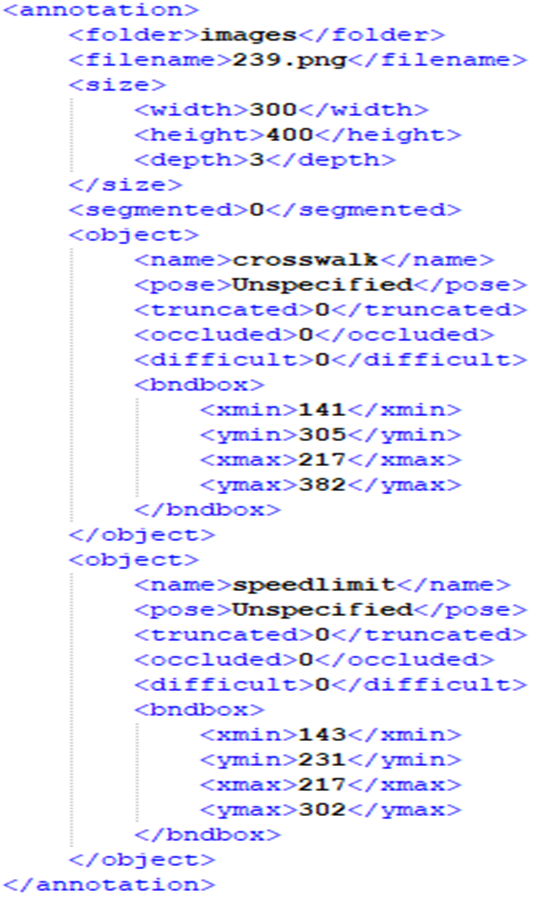 <annotation>
<folder>images</folder>
<filename>239.png</filename>
<size>
<width>300</width>
<height>400</height>
<depth>3</depth>
</size>
<segmented>0</segmented>
<object>
<name>crosswalk</name>
<pose>Unspecified</pose>
<truncated>0</truncated>
<occluded>0</occluded>
<difficult>0</difficult>
<bndbox>
<xmin>141</xmin>
<ymin>305</ymin>
<xmax>217</xmax>
<ymax>382</ymax>
</bndbox>
</object>
<object>
<name>speedlimit</name>
<pose>Unspecified</pose>
<truncated>0</truncated>
<occluded>0</occluded>
<difficult>0</difficult>
<bndbox>
<xmin>143</xmin>
<ymin>231</ymin>
<xmax>217</xmax>
<ymax>302</ymax>
</bndbox>
</object>
</annotation>